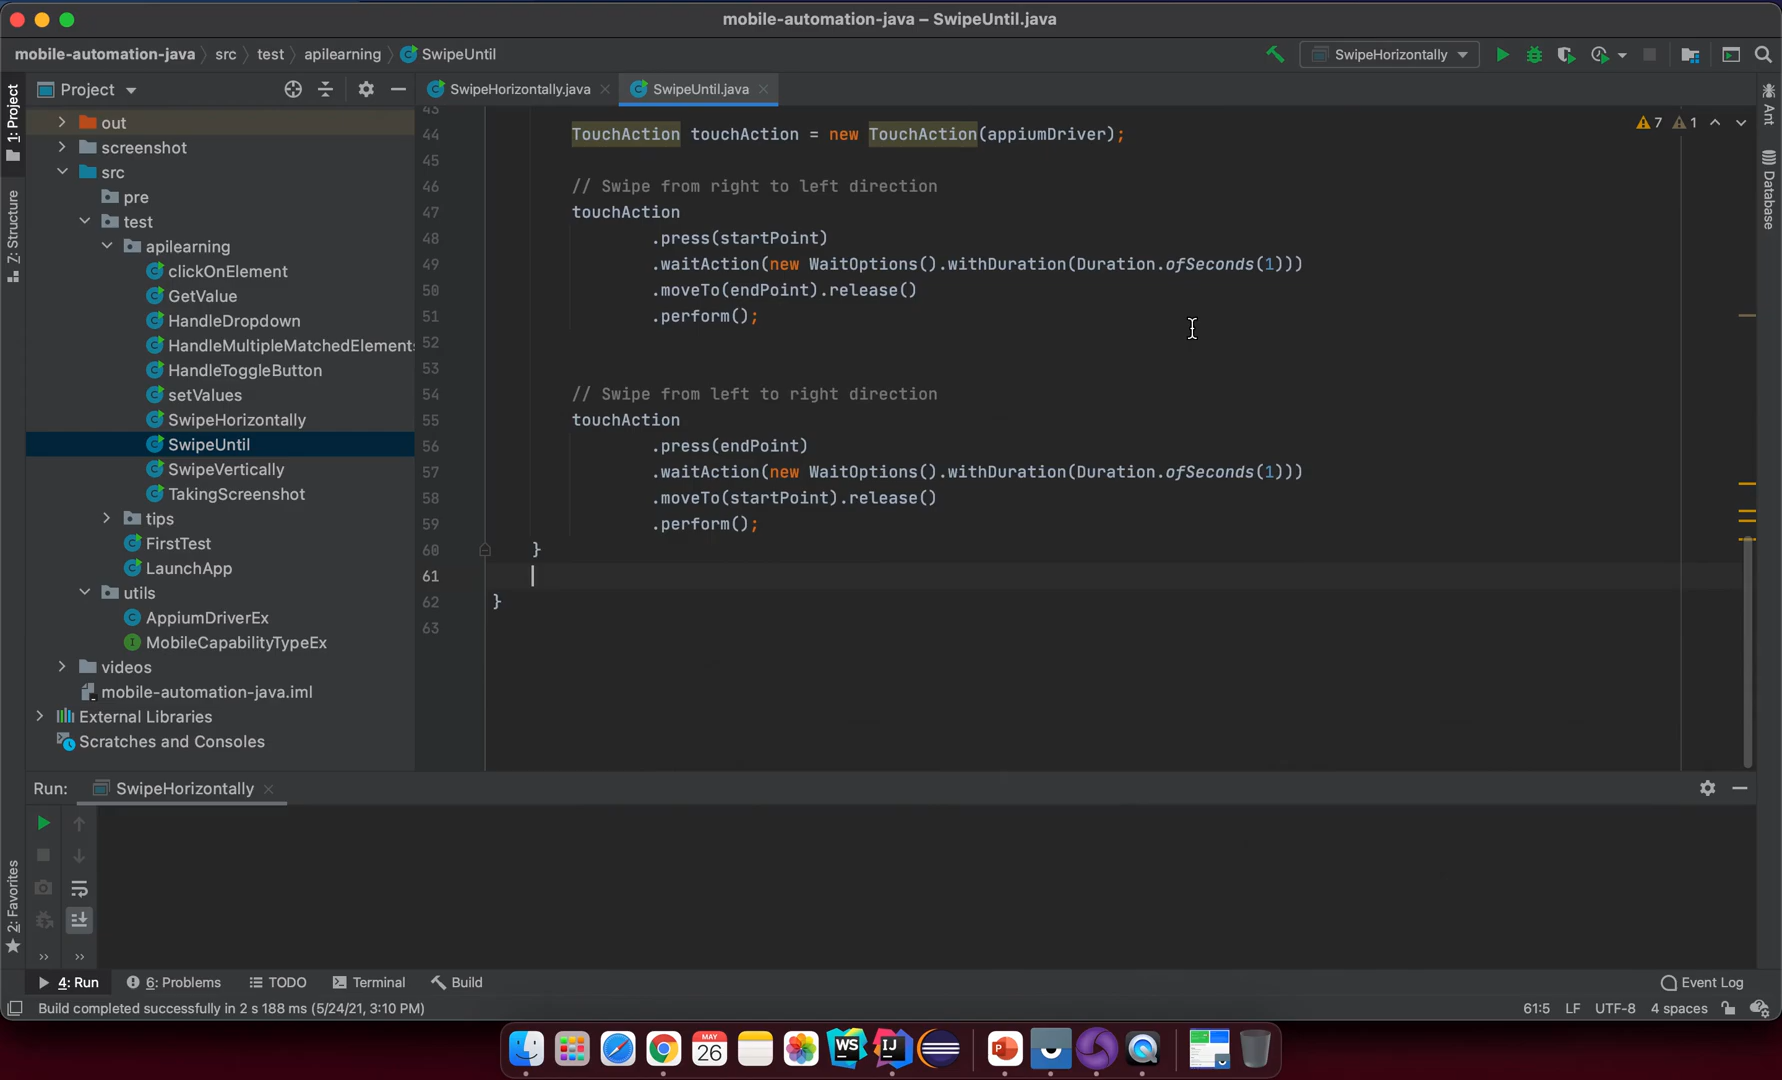 mobile-automation-java – SwipeUntil.java
mobile-automation-java src test apilearning SwipeUntil
SwipeHorizontally
1: Project
7: Structure
2: Favorites
Project
out
screenshot
src
pre
test
apilearning
clickOnElement
GetValue
HandleDropdown
HandleMultipleMatchedElement
HandleToggleButton
setValues
SwipeHorizontally
SwipeUntil
SwipeVertically
TakingScreenshot
tips
FirstTest
LaunchApp
utils
AppiumDriverEx
MobileCapabilityTypeEx
videos
mobile-automation-java.iml
External Libraries
Scratches and Consoles
SwipeHorizontally.java SwipeUntil.java
7 1
43
44 TouchAction touchAction = new TouchAction(appiumDriver);
45
46 // Swipe from right to left direction
47 touchAction
48 .press(startPoint)
49 .waitAction(new WaitOptions().withDuration(Duration.ofSeconds(1)))
50 .moveTo(endPoint).release()
51 .perform();
52
53
54 // Swipe from left to right direction
55 touchAction
56 .press(endPoint)
57 .waitAction(new WaitOptions().withDuration(Duration.ofSeconds(1)))
58 .moveTo(startPoint).release()
59 .perform();
60 }
61
62 }
63
Ant
Database
Run: SwipeHorizontally
4: Run 6: Problems TODO Terminal Build Event Log
Build completed successfully in 2 s 188 ms (5/24/21, 3:10 PM) 61:5 LF UTF-8 4 spaces
MAY
26
WS
IJ
P